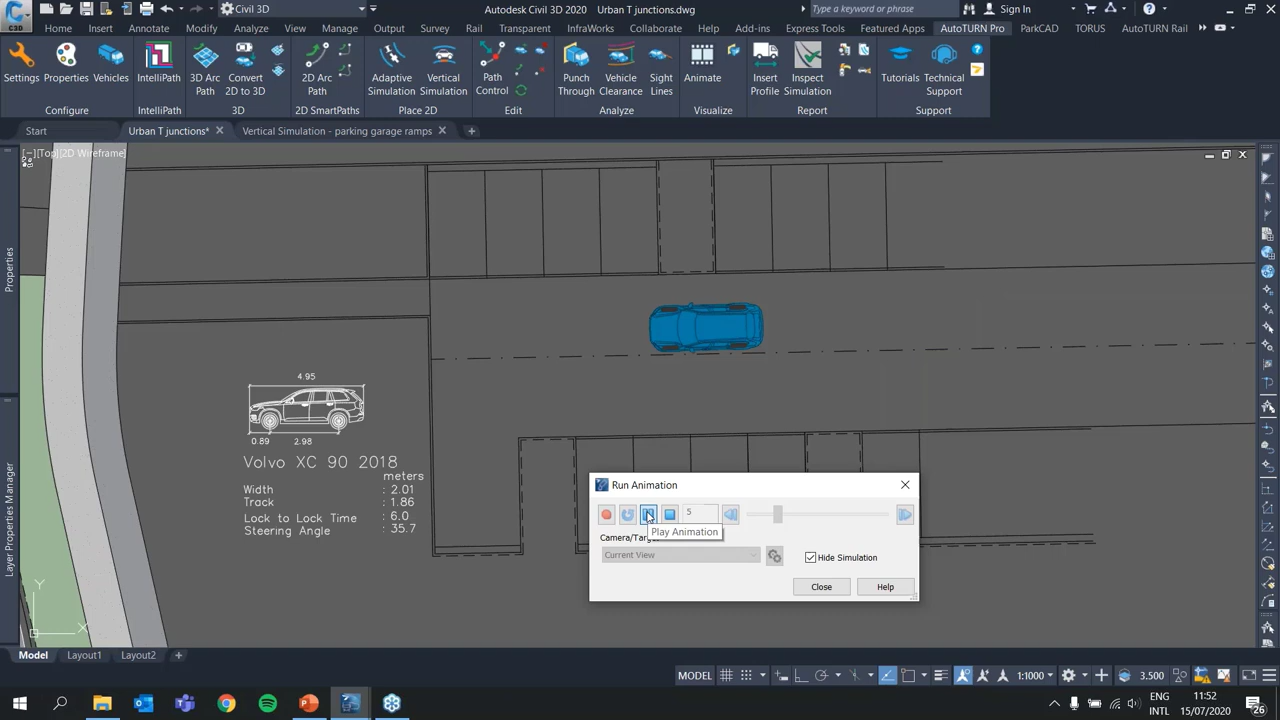 C3D
Civil 3D
Autodesk Civil 3D 2020
Urban T junctions.dwg
Type a keyword or phrase
Sign In
Home
Insert
Annotate
Modify
Analyze
View
Manage
Output
Survey
Rail
Transparent
InfraWorks
Collaborate
Help
Add-ins
Express Tools
Featured Apps
AutoTURN Pro
ParkCAD
TORUS
AutoTURN Rail
Settings
Properties
Vehicles
IntelliPath
3D Arc
Path
Convert
2D to 3D
2D Arc
Path
Adaptive
Simulation
Vertical
Simulation
Path
Control
Punch
Through
Vehicle
Clearance
Sight
Lines
Animate
Insert
Profile
Inspect
Simulation
Tutorials
Technical
Support
Configure
IntelliPath
3D
2D SmartPaths
Place 2D
Edit
Analyze
Visualize
Report
Support
Start
Urban T junctions*
Vertical Simulation - parking garage ramps
[−][Top][2D Wireframe]
Properties
Layer Properties Manager
4.95
0.89
2.98
Volvo XC 90 2018
meters
Width : 2.01
Track : 1.86
Lock to Lock Time : 6.0
Steering Angle : 35.7
Run Animation
5
Play Animation
Camera/Targ
Current View
Hide Simulation
Close
Help
Y
X
Model
Layout1
Layout2
MODEL
1:1000
3.500
ENG
INTL
11:52
15/07/2020
26